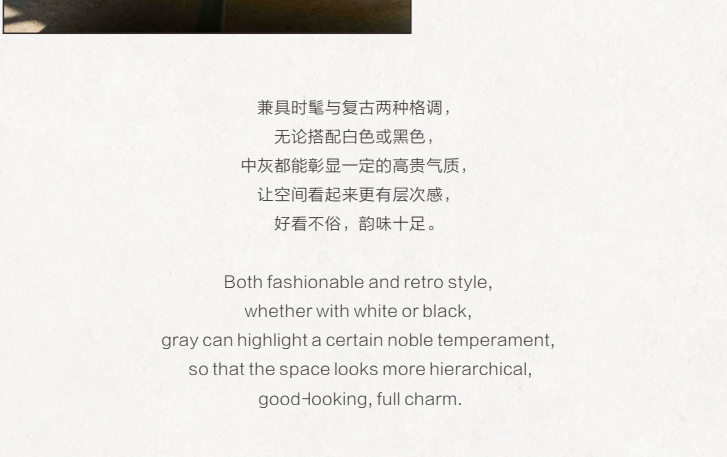 兼具时髦与复古两种格调，
无论搭配白色或黑色，
中灰都能彰显一定的高贵气质，
让空间看起来更有层次感，
好看不俗，韵味十足。
Both fashionable and retro style,
whether with white or black,
gray can highlight a certain noble temperament,
so that the space looks more hierarchical,
good-looking, full charm.